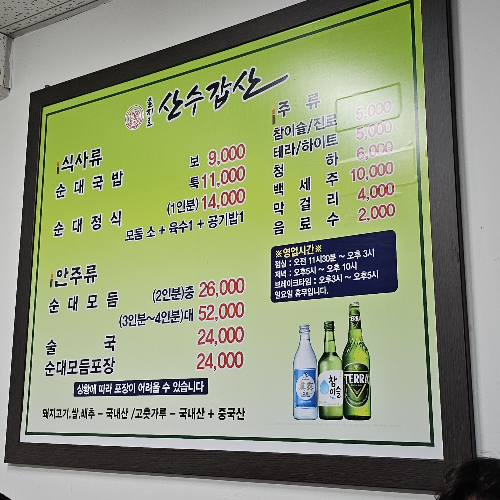 을지로 산수갑산
식사류
순대국밥 보 9,000
특 11,000
순대정식 (1인분) 14,000
모듬 소 + 육수1 + 공기밥1
안주류
순대모듬 (2인분)중 26,000
(3인분~4인분)대 52,000
술국 24,000
순대모듬포장 24,000
상황에 따라 포장이 어려울 수 있습니다
돼지고기,쌀,배추 - 국내산 /고춧가루 - 국내산 + 중국산
주류
참이슬/진로 5,000
테라/하이트 5,000
청하 6,000
백세주 10,000
막걸리 4,000
음료수 2,000
※영업시간※
점심 : 오전 11시30분 ~ 오후 3시
저녁 : 오후5시 ~ 오후 10시
브레이크타임 : 오후3시 ~ 오후5시
일요일 휴무입니다.
참이슬
TERRA